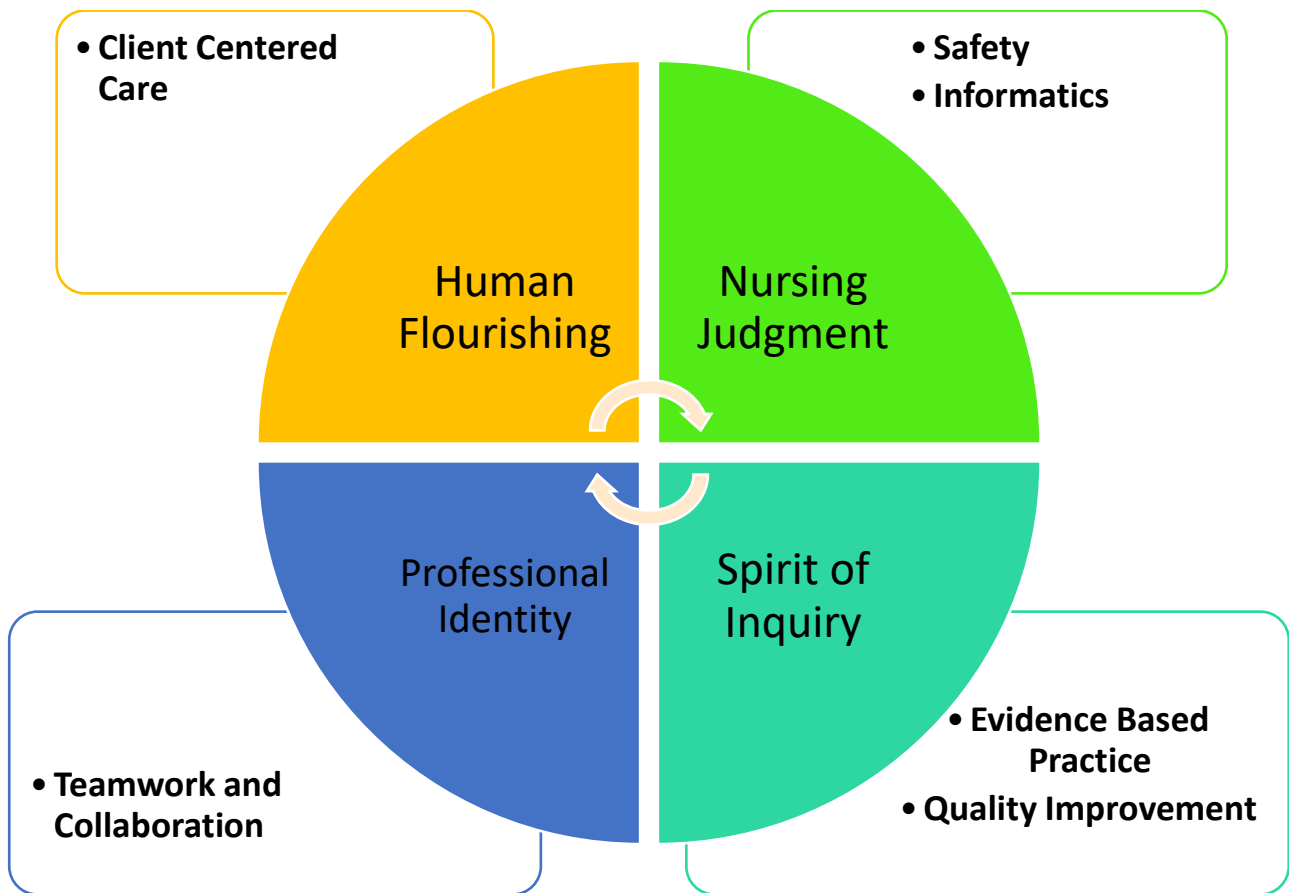 • Client Centered
Care
• Safety
• Informatics
Human
Flourishing
Nursing
Judgment
Professional
Identity
Spirit of
Inquiry
• Teamwork and
Collaboration
• Evidence Based
Practice
• Quality Improvement